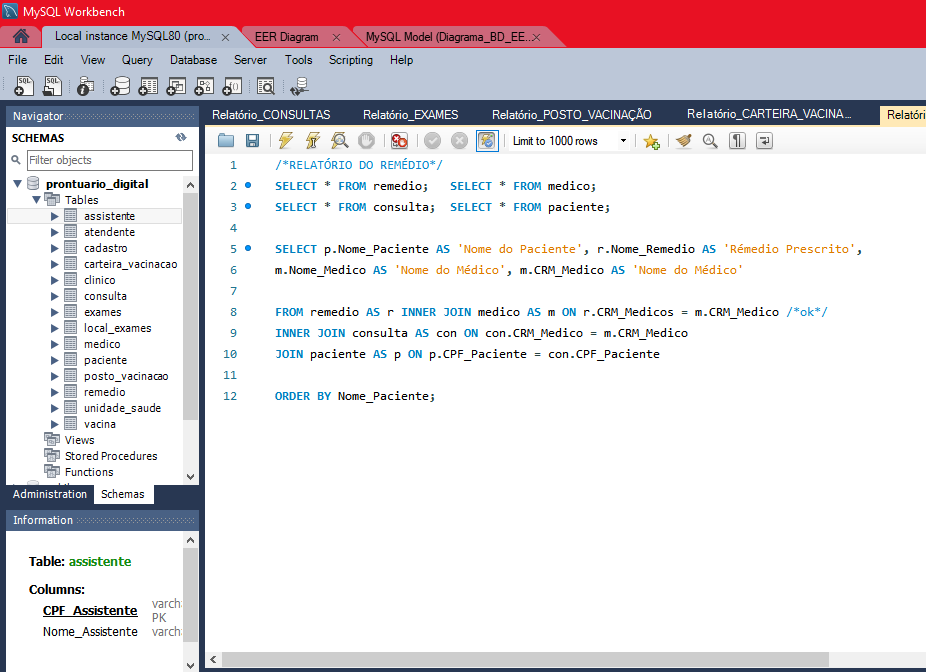 MySQL Workbench
Local instance MySQL80 (pro...
EER Diagram
MySQL Model (Diagrama_BD_EE...
File Edit View Query Database Server Tools Scripting Help
Navigator
SCHEMAS
Filter objects
prontuario_digital
Tables
assistente
atendente
cadastro
carteira_vacinacao
clinico
consulta
exames
local_exames
medico
paciente
posto_vacinacao
remedio
unidade_saude
vacina
Views
Stored Procedures
Functions
Administration Schemas
Information
Table: assistente
Columns:
CPF_Assistente varch
PK
Nome_Assistente varch
Relatório_CONSULTAS Relatório_EXAMES Relatório_POSTO_VACINAÇÃO Relatório_CARTEIRA_VACINA... Relatóri
Limit to 1000 rows
1 /*RELATÓRIO DO REMÉDIO*/
2 SELECT * FROM remedio; SELECT * FROM medico;
3 SELECT * FROM consulta; SELECT * FROM paciente;
4
5 SELECT p.Nome_Paciente AS 'Nome do Paciente', r.Nome_Remedio AS 'Rémedio Prescrito',
6 m.Nome_Medico AS 'Nome do Médico', m.CRM_Medico AS 'Nome do Médico'
7
8 FROM remedio AS r INNER JOIN medico AS m ON r.CRM_Medicos = m.CRM_Medico /*ok*/
9 INNER JOIN consulta AS con ON con.CRM_Medico = m.CRM_Medico
10 JOIN paciente AS p ON p.CPF_Paciente = con.CPF_Paciente
11
12 ORDER BY Nome_Paciente;